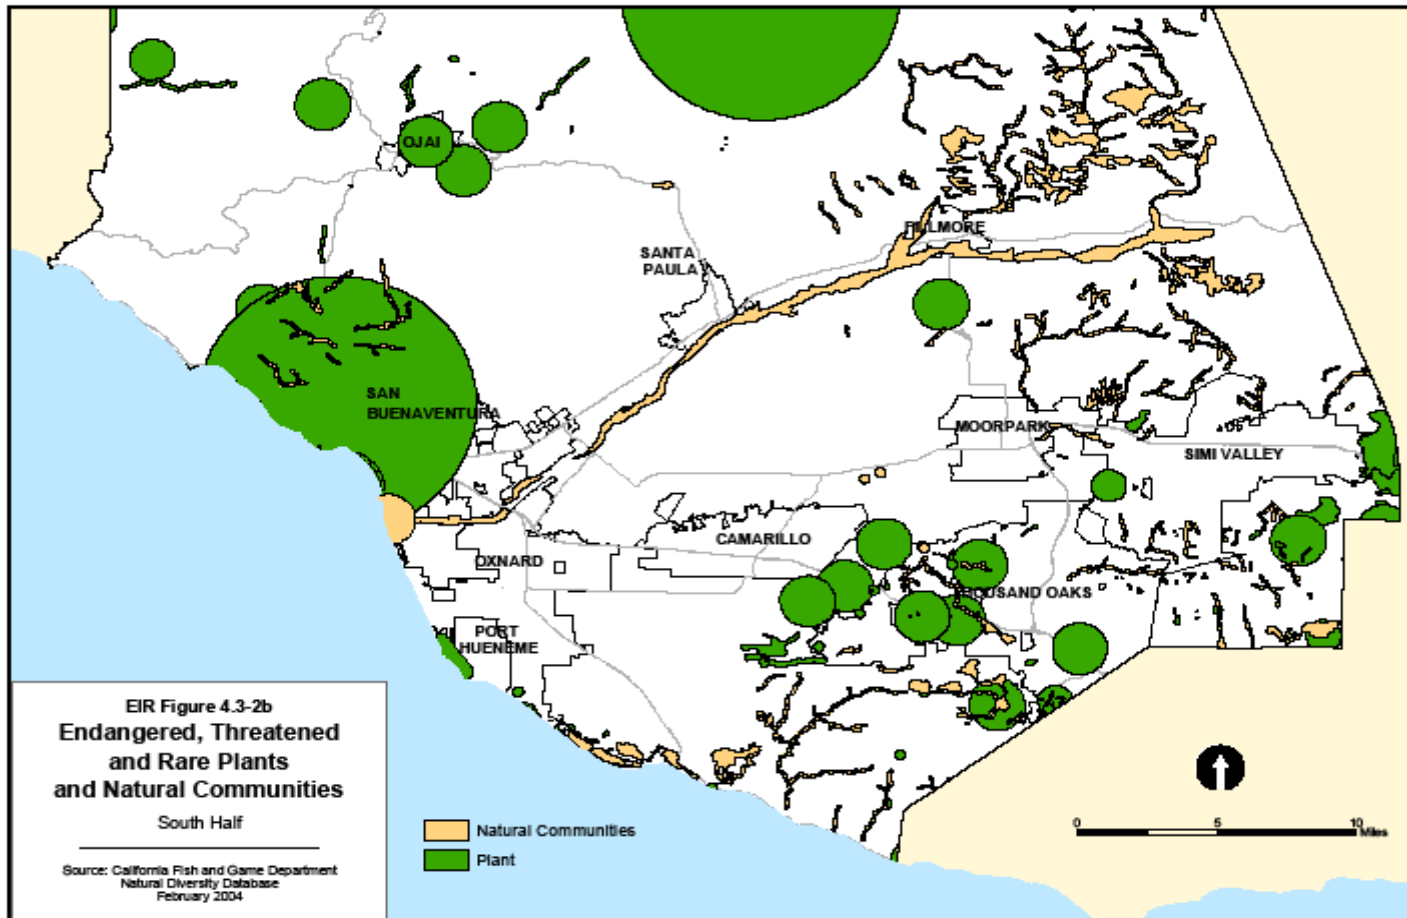 OJAI
SANTA
PAULA
FILLMORE
SAN
BUENAVENTURA
MOORPARK
SIMI VALLEY
CAMARILLO
OXNARD
THOUSAND OAKS
PORT
HUENEME
EIR Figure 4.3-2b
Endangered, Threatened
and Rare Plants
and Natural Communities
South Half
Source: California Fish and Game Department
Natural Diversity Database
February 2004
Natural Communities
Plant
0 5 10
Miles